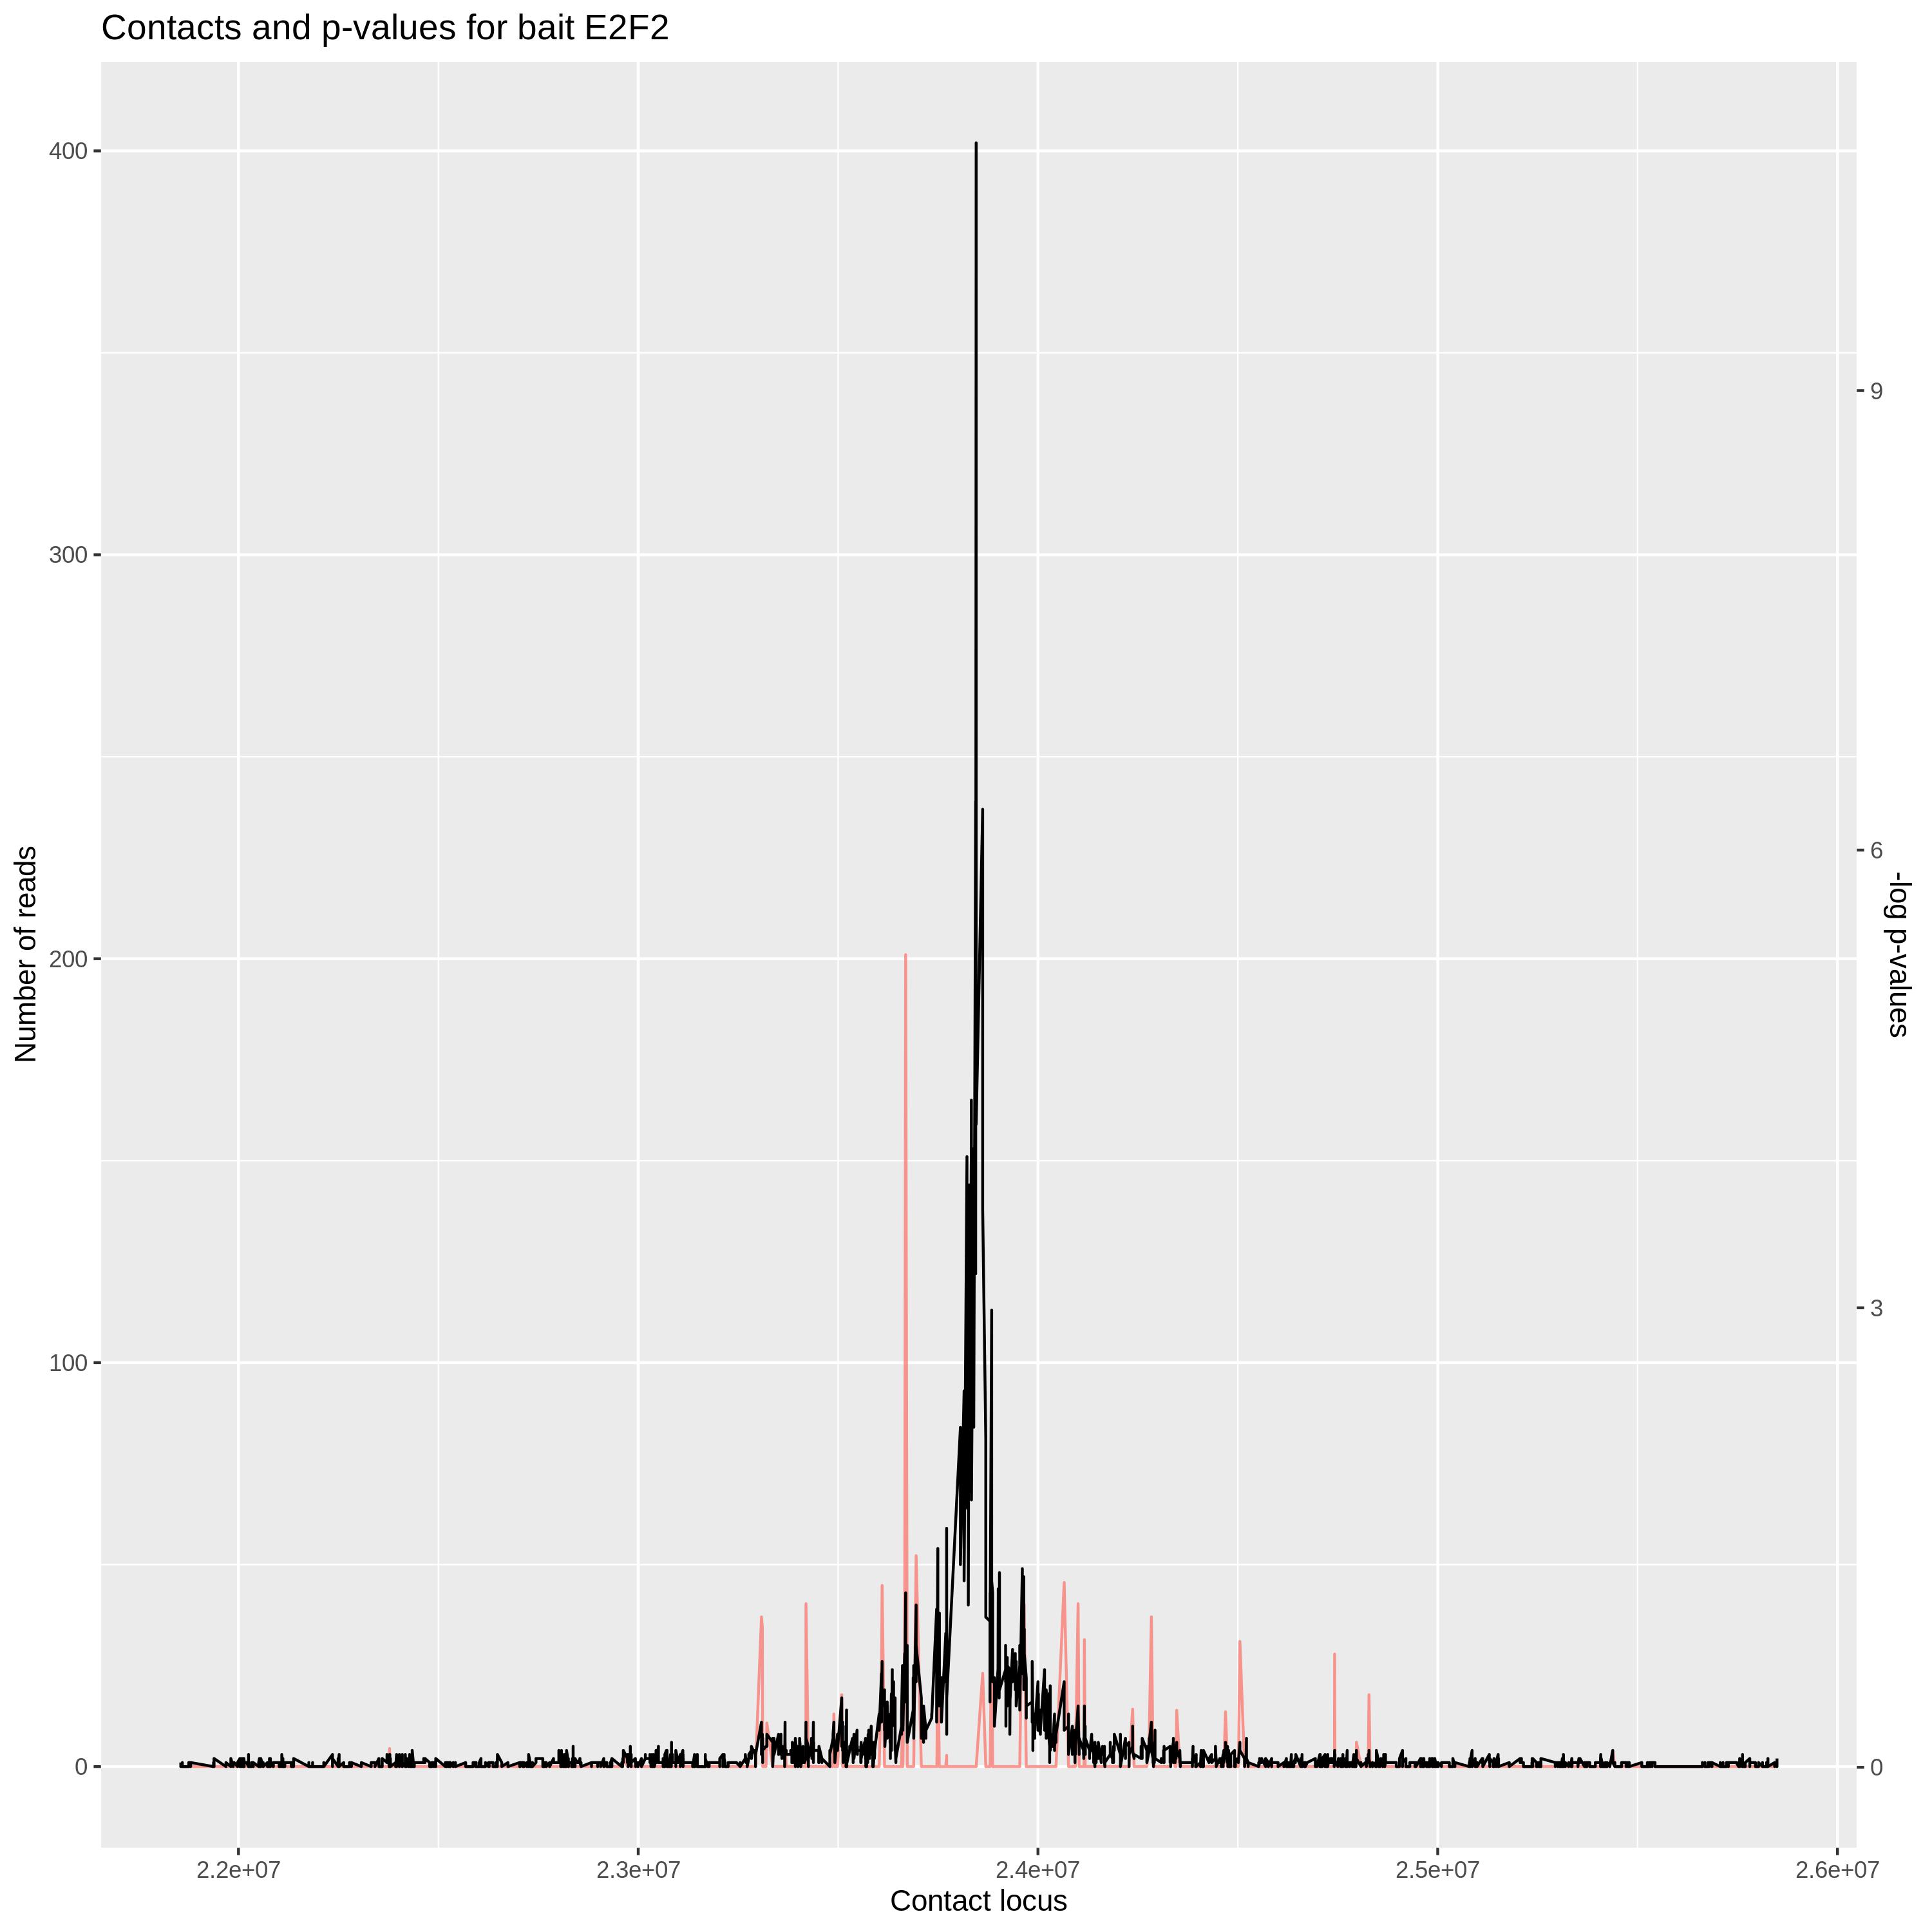 Contacts and p-values for bait E2F2
400
300
200
100
0
Number of reads
9
6
3
0
-log p-values
2.2e+07
2.3e+07
2.4e+07
2.5e+07
2.6e+07
Contact locus